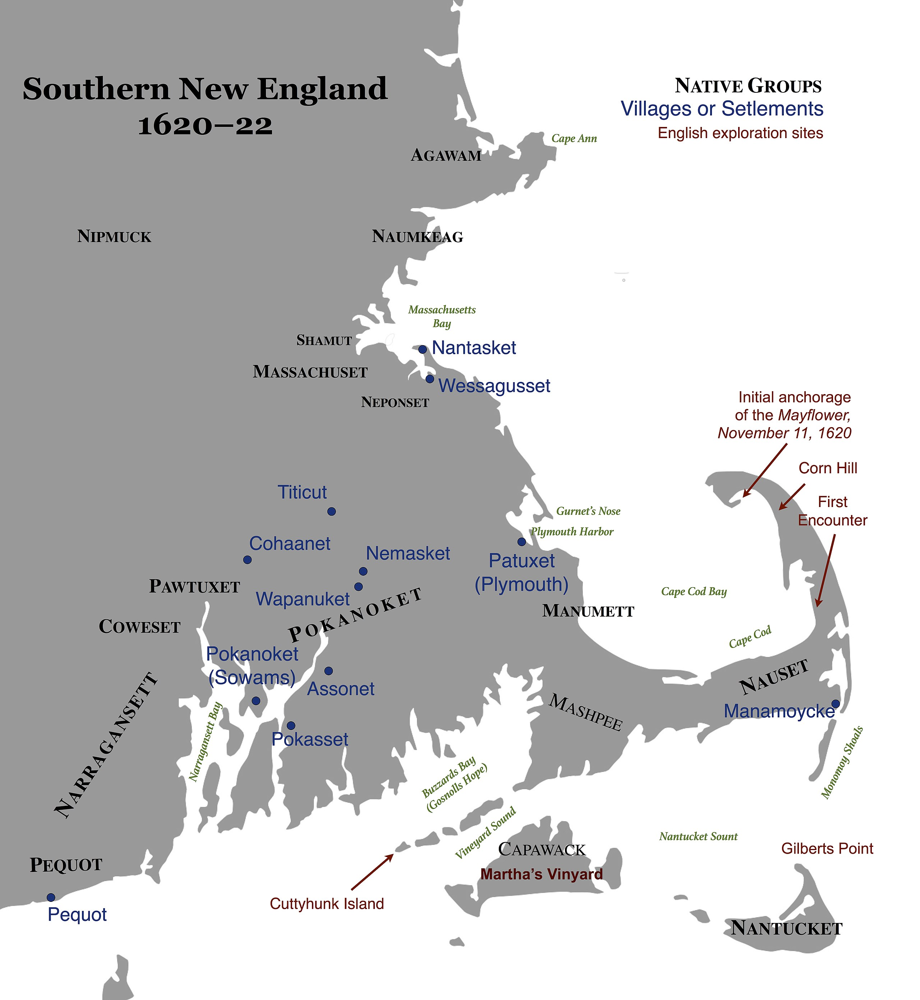 Southern New England
1620–22
NATIVE GROUPS
Villages or Setlements
English exploration sites
Cape Ann
AGAWAM
NIPMUCK
NAUMKEAG
Massachusetts
Bay
SHAMUT
Nantasket
MASSACHUSET
Wessagusset
NEPONSET
Initial anchorage
of the Mayflower,
November 11, 1620
Corn Hill
First
Encounter
Titicut
Gurnet's Nose
Plymouth Harbor
Cohaanet
Nemasket
Patuxet
(Plymouth)
PAWTUXET
Wapanuket
POKANOKET
Cape Cod Bay
MANUMETT
COWESET
Cape Cod
Pokanoket
(Sowams)
Assonet
NAUSET
MASHPEE
Manamoycke
NARRAGANSETT
Narragansett Bay
Pokasset
Monomoy Shoals
Buzzards Bay
(Gosnolls Hope)
Vineyard Sound
Nantucket Sount
CAPAWACK
Gilberts Point
PEQUOT
Martha's Vinyard
Cuttyhunk Island
Pequot
NANTUCKET